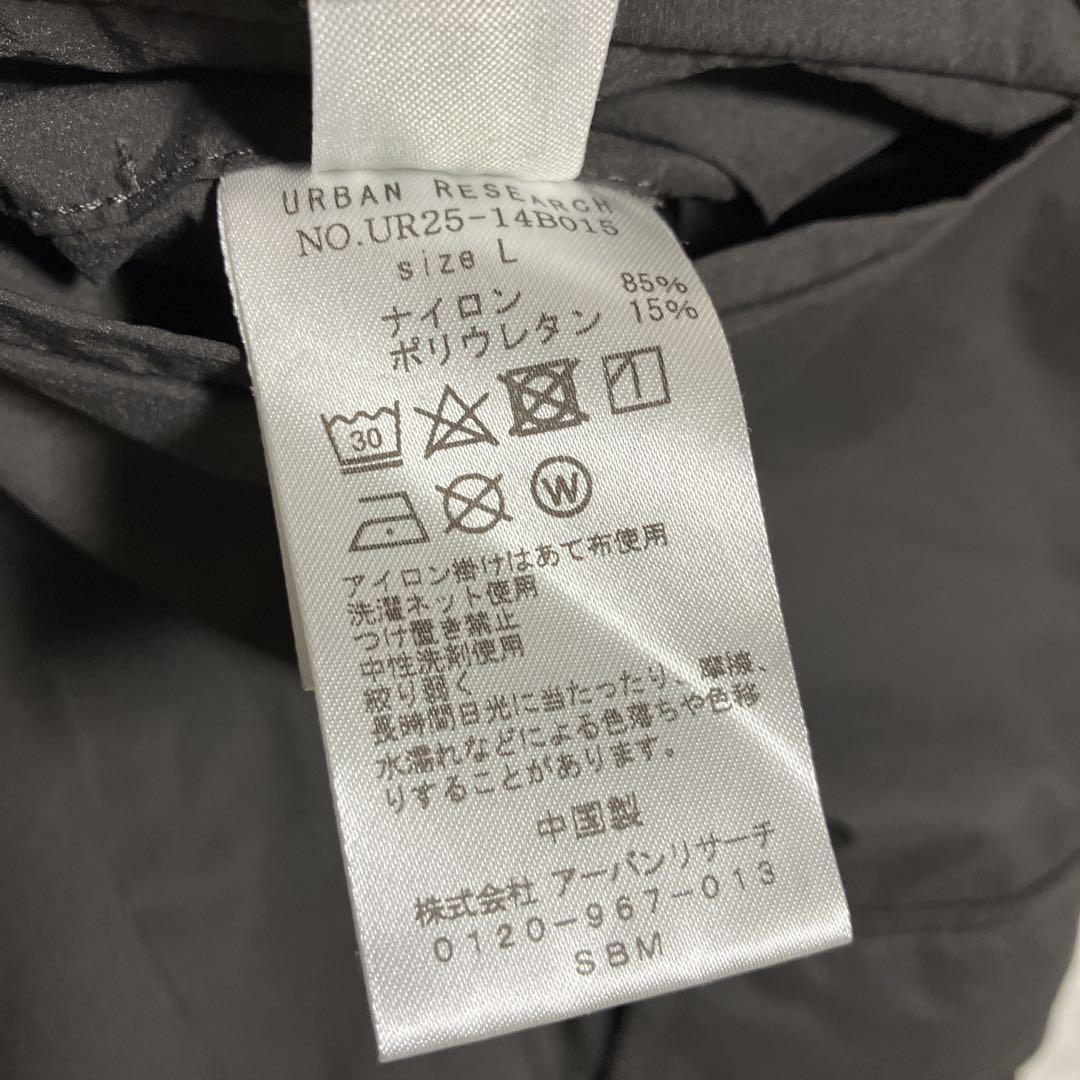 URBAN RESEARCH
NO.UR25-14B015
size L
ナイロン 85%
ポリウレタン 15%
30
W
アイロン掛けはあて布使用
洗濯ネット使用
つけ置き禁止
中性洗剤使用
絞り弱く
長時間日光に当たったり、摩擦、
水濡れなどによる色落ちや色移
りすることがあります。
中国製
株式会社 アーバンリサーチ
0120-967-013
SBM